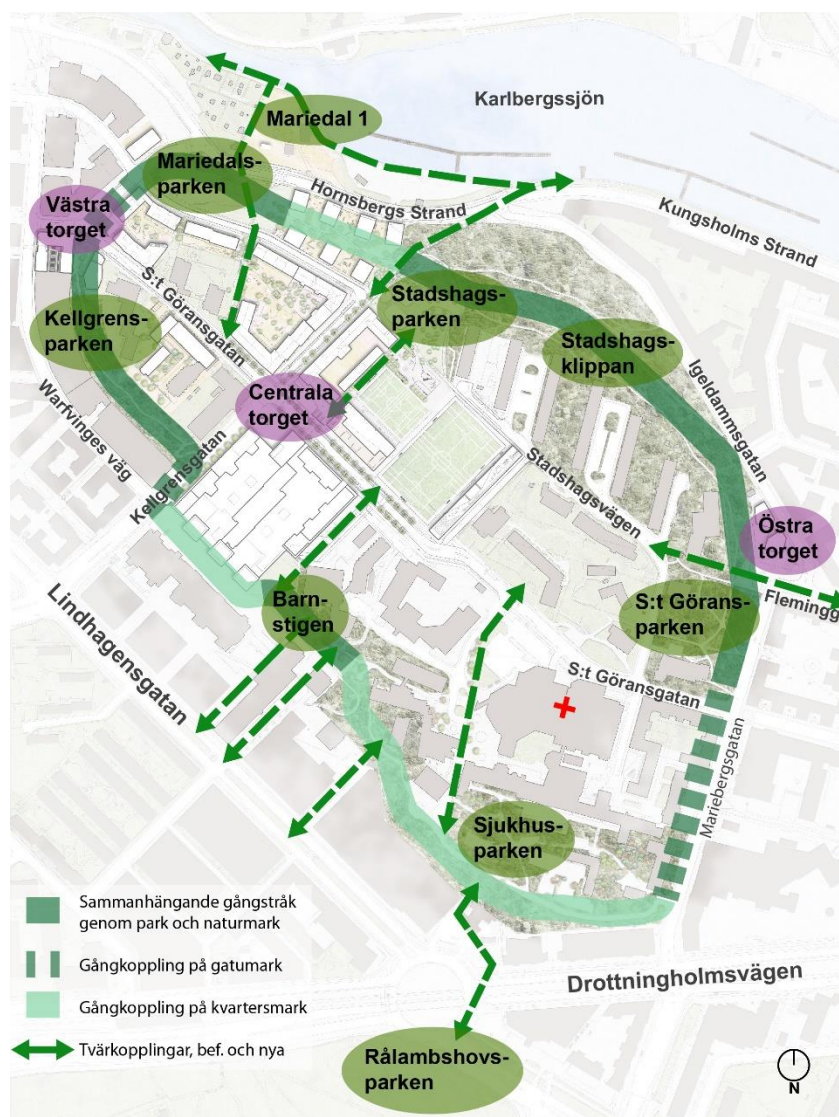 Karlbergssjön
Mariedal 1
Mariedals-
parken
Hornsbergs Strand
Kungsholms Strand
Västra
torget
S:t Göransgatan
Stadshags-
parken
Kellgrens-
parken
Stadshags-
klippan
Igeldammsgatan
Centrala
torget
Warfvinges väg
Kellgrensgatan
Stadshagsvägen
Östra
torget
Barn-
stigen
S:t Görans-
parken
Flemingg
Lindhagensgatan
S:t Göransgatan
Mariebergsgatan
Sjukhus-
parken
Sammanhängande gångstråk
genom park och naturmark
Gångkoppling på gatumark
Gångkoppling på kvartersmark
Tvärkopplingar, bef. och nya
Drottningholmsvägen
Rålambshovs-
parken
N